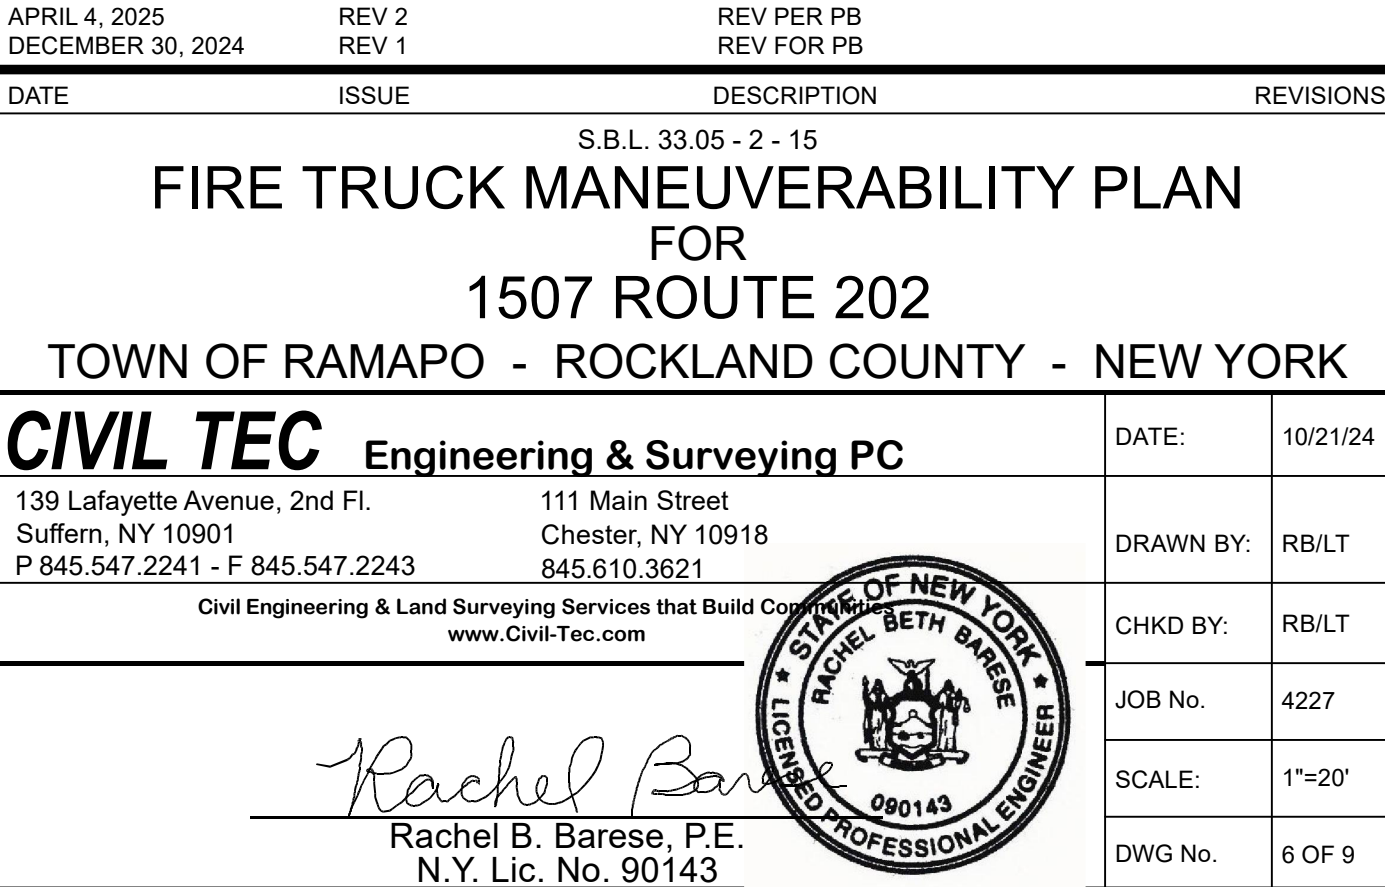 APRIL 4, 2025 REV 2 REV PER PB
DECEMBER 30, 2024 REV 1 REV FOR PB
DATE ISSUE DESCRIPTION REVISIONS
S.B.L. 33.05 - 2 - 15
FIRE TRUCK MANEUVERABILITY PLAN
FOR
1507 ROUTE 202
TOWN OF RAMAPO - ROCKLAND COUNTY - NEW YORK
CIVIL TEC Engineering & Surveying PC
139 Lafayette Avenue, 2nd Fl.
Suffern, NY 10901
P 845.547.2241 - F 845.547.2243
111 Main Street
Chester, NY 10918
845.610.3621
Civil Engineering & Land Surveying Services that Build Communities
www.Civil-Tec.com
DATE: 10/21/24
DRAWN BY: RB/LT
CHKD BY: RB/LT
JOB No. 4227
SCALE: 1"=20'
DWG No. 6 OF 9
Rachel Barese
Rachel B. Barese, P.E.
N.Y. Lic. No. 90143
STATE OF NEW YORK
RACHEL BETH BARESE
090143
LICENSED PROFESSIONAL ENGINEER